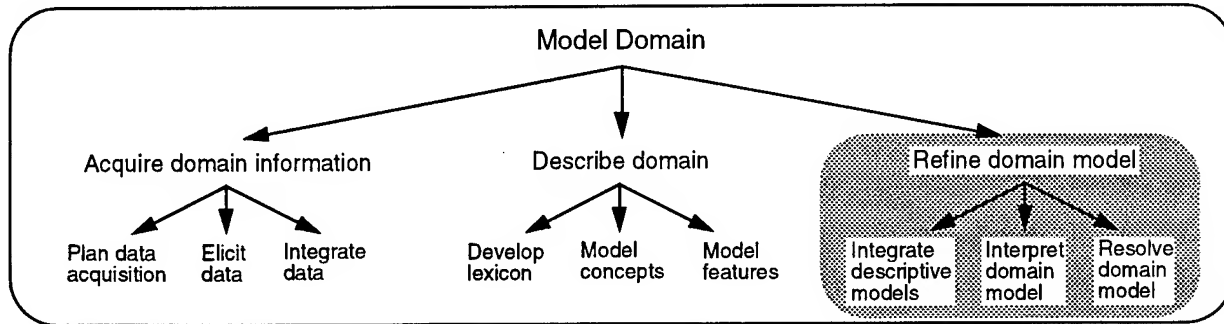 Model Domain
Acquire domain information
Describe domain
Refine domain model
Plan data
acquisition
Elicit
data
Integrate
data
Develop
lexicon
Model
concepts
Model
features
Integrate
descriptive
models
Interpret
domain
model
Resolve
domain
model